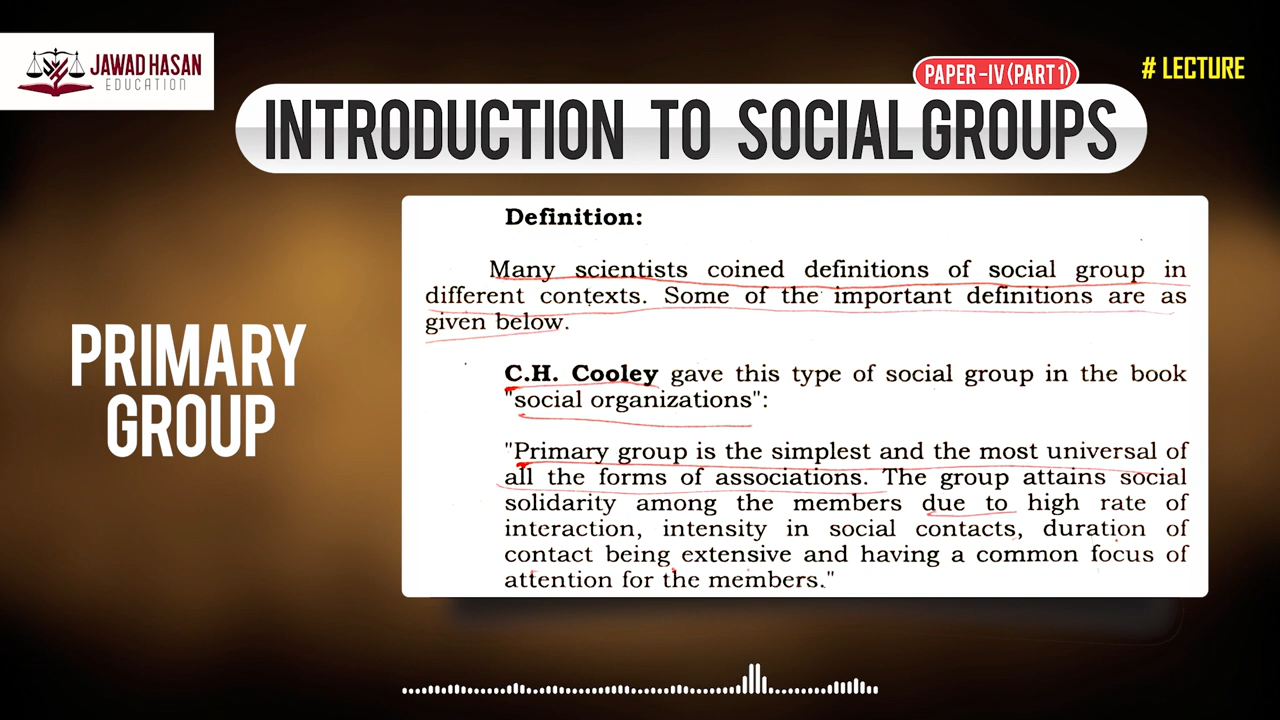 JAWAD HASAN
EDUCATION
PAPER -IV (PART 1)
# LECTURE
INTRODUCTION TO SOCIAL GROUPS
PRIMARY
GROUP
Definition:
Many scientists coined definitions of social group in
different contexts. Some of the important definitions are as
given below.
C.H. Cooley gave this type of social group in the book
"social organizations":
"Primary group is the simplest and the most universal of
all the forms of associations. The group attains social
solidarity among the members due to high rate of
interaction, intensity in social contacts, duration of
contact being extensive and having a common focus of
attention for the members."